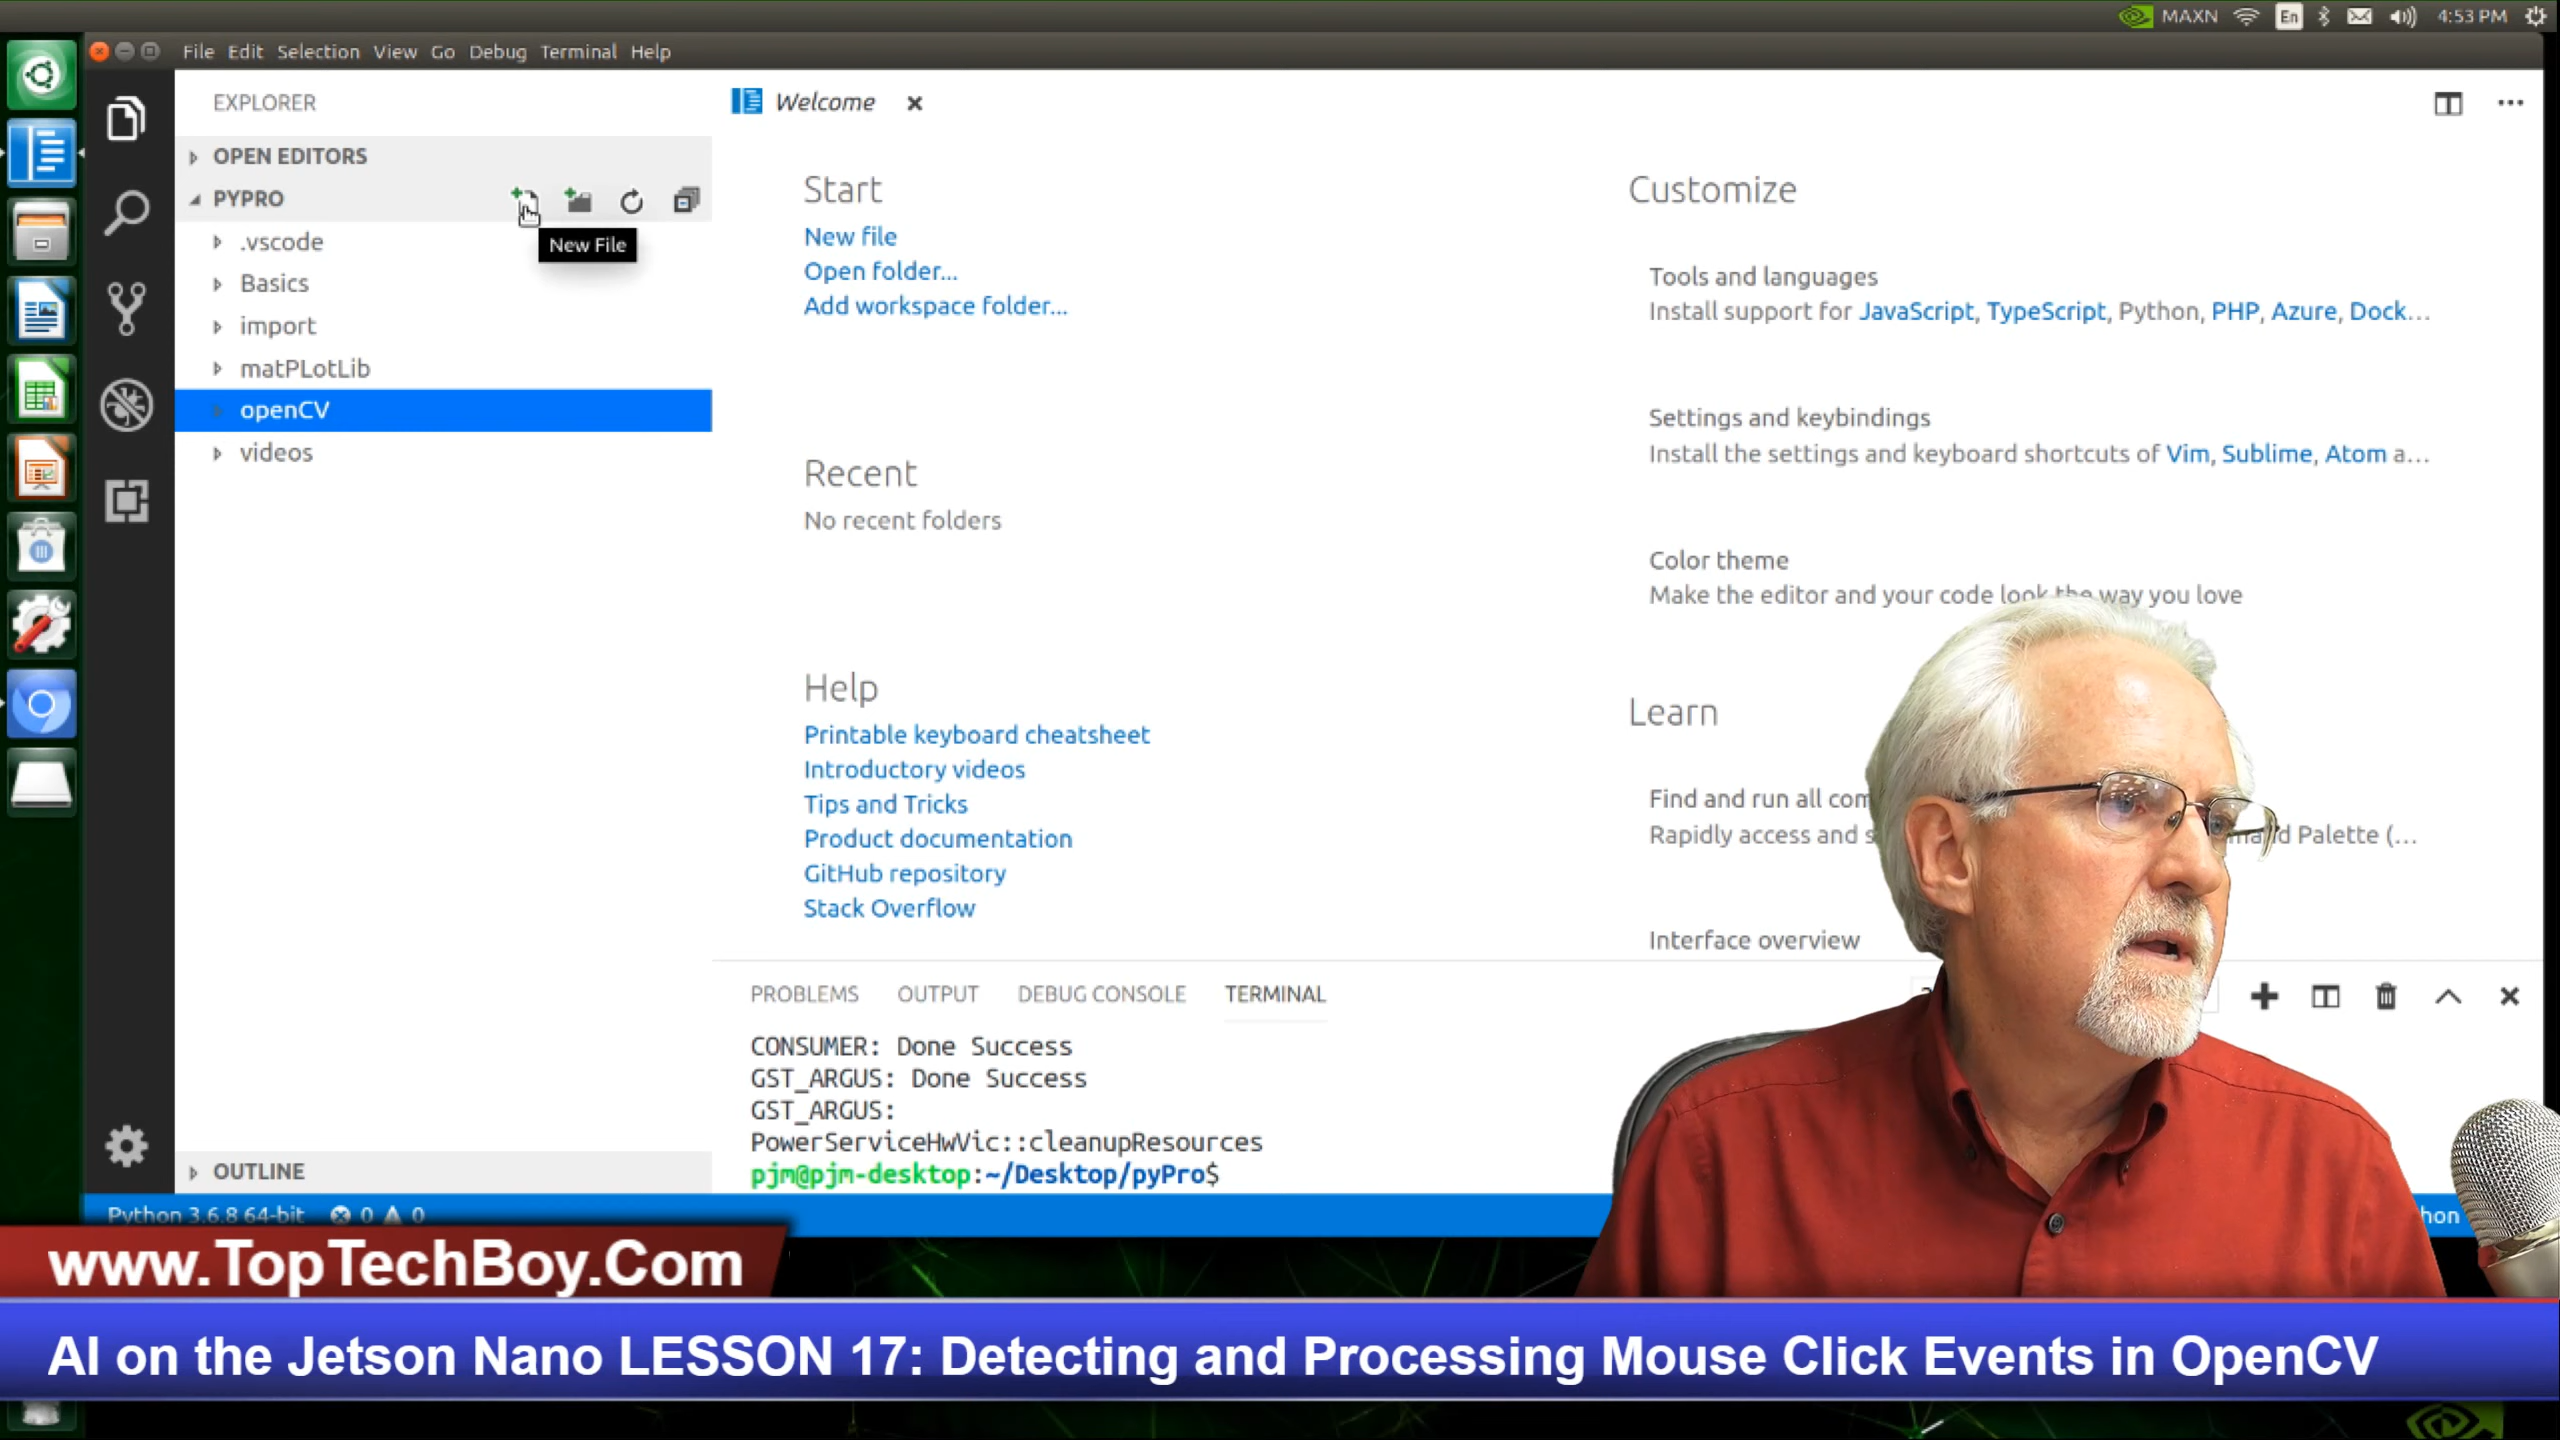 MAXN En 4:53 PM
File Edit Selection View Go Debug Terminal Help
EXPLORER
OPEN EDITORS
PYPRO
New File
.vscode
Basics
import
matPLotLib
openCV
videos
OUTLINE
Welcome
Start
New file
Open folder...
Add workspace folder...
Recent
No recent folders
Help
Printable keyboard cheatsheet
Introductory videos
Tips and Tricks
Product documentation
GitHub repository
Stack Overflow
Customize
Tools and languages
Install support for JavaScript, TypeScript, Python, PHP, Azure, Dock...
Settings and keybindings
Install the settings and keyboard shortcuts of Vim, Sublime, Atom a...
Color theme
Make the editor and your code look the way you love
Learn
Find and run all com
Rapidly access and s d Palette (...
Interface overview
PROBLEMS OUTPUT DEBUG CONSOLE TERMINAL
CONSUMER: Done Success
GST_ARGUS: Done Success
GST_ARGUS:
PowerServiceHwVic::cleanupResources
pjm@pjm-desktop:~/Desktop/pyPro$
Python 3.6.8 64-bit 0 0 hon
www.TopTechBoy.Com
AI on the Jetson Nano LESSON 17: Detecting and Processing Mouse Click Events in OpenCV